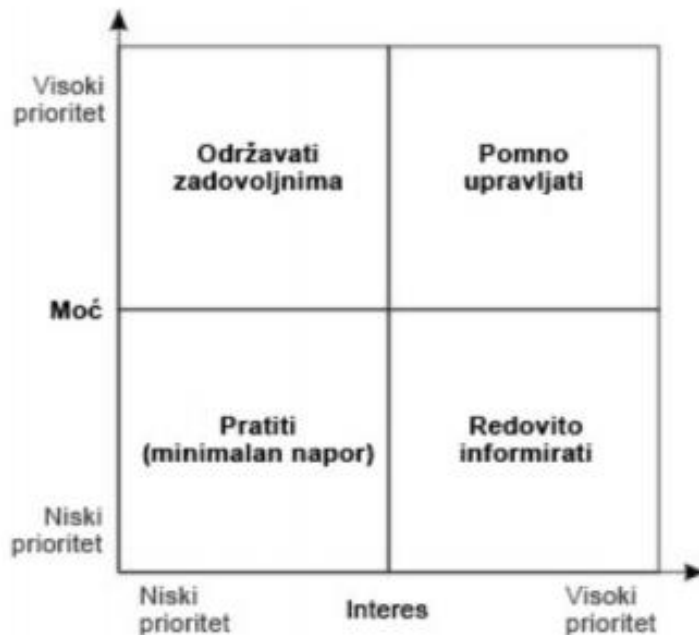 Visoki
prioritet
Održavati
zadovoljnima
Pomno
upravljati
Moć
Pratiti
(minimalan napor)
Redovito
informirati
Niski
prioritet
Niski
prioritet
Interes
Visoki
prioritet